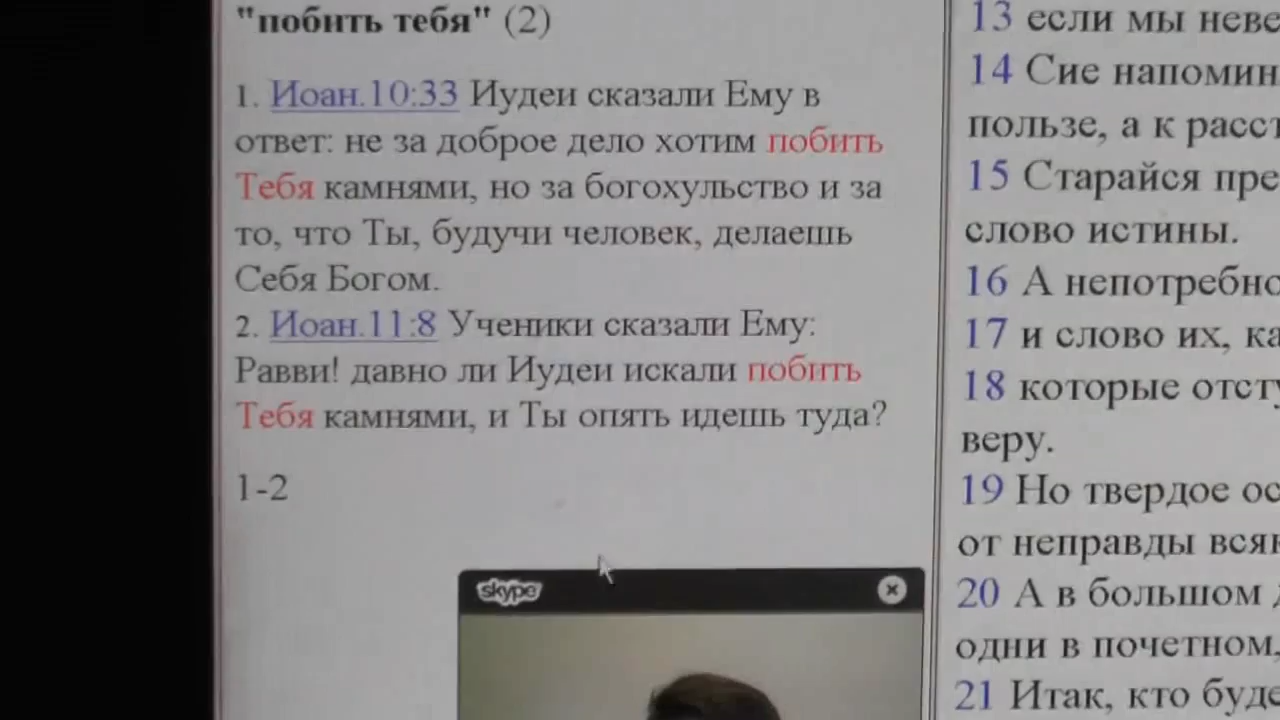 "побить тебя" (2)
1. Иоан.10:33 Иудеи сказали Ему в
ответ: не за доброе дело хотим побить
Тебя камнями, но за богохульство и за
то, что Ты, будучи человек, делаешь
Себя Богом.
2. Иоан.11:8 Ученики сказали Ему:
Равви! давно ли Иудеи искали побить
Тебя камнями, и Ты опять идешь туда?
1-2
skype
13 если мы неве
14 Сие напомин
пользе, а к расст
15 Старайся пре
слово истины.
16 А непотребно
17 и слово их, ка
18 которые отсту
веру.
19 Но твердое ос
от неправды всяк
20 А в большом
одни в почетном,
21 Итак, кто буде